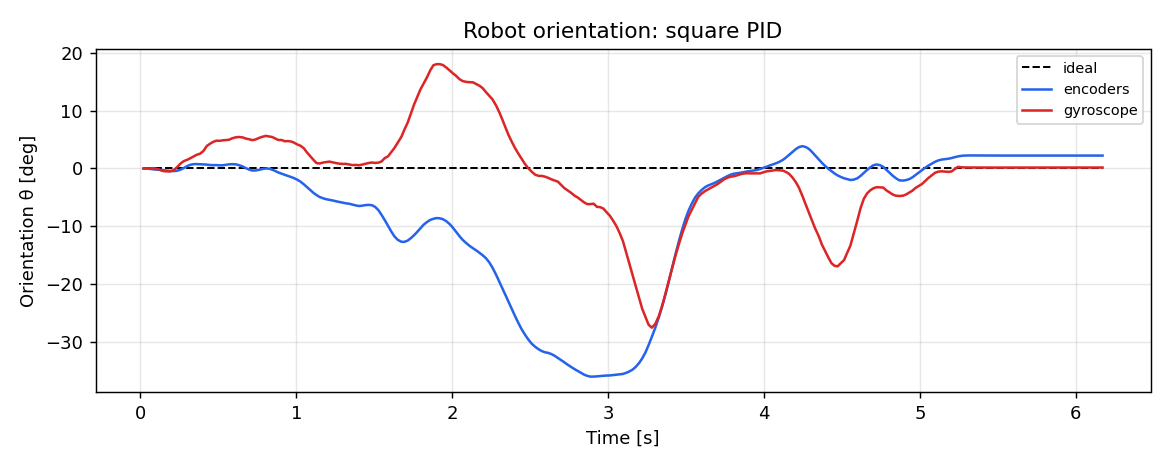 Robot orientation: square PID
ideal
encoders
gyroscope
Orientation θ [deg]
20
10
0
−10
−20
−30
0 1 2 3 4 5 6
Time [s]